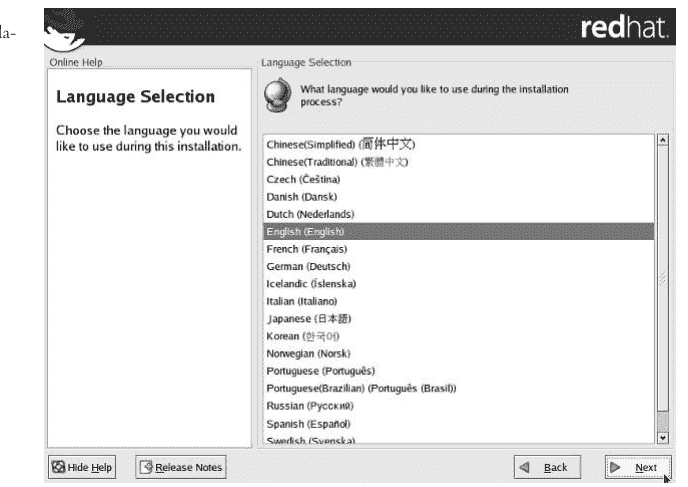 la-
redhat.
Online Help
Language Selection
Choose the language you would
like to use during this installation.
Language Selection
What language would you like to use during the installation
process?
Chinese(Simplified) (简体中文)
Chinese(Traditional) (繁體中文)
Czech (Čeština)
Danish (Dansk)
Dutch (Nederlands)
English (English)
French (Français)
German (Deutsch)
Icelandic (Íslenska)
Italian (Italiano)
Japanese (日本語)
Korean (한국어)
Norwegian (Norsk)
Portuguese (Português)
Portuguese(Brazilian) (Português (Brasil))
Russian (Русский)
Spanish (Español)
Swedish (Svenska)
Hide Help
Release Notes
Back
Next